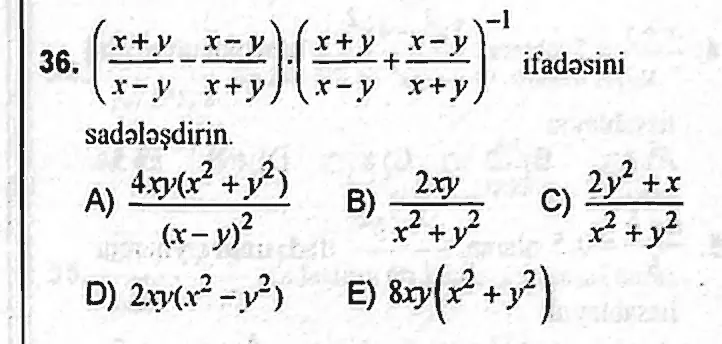 36. ((x+y)/(x−y) − (x−y)/(x+y)) · ((x+y)/(x−y) + (x−y)/(x+y))^−1 ifadəsini
sadələşdirin.
A) 4xy(x²+y²)/(x−y)² B) 2xy/(x²+y²) C) (2y²+x)/(x²+y²)
D) 2xy(x²−y²) E) 8xy(x²+y²)